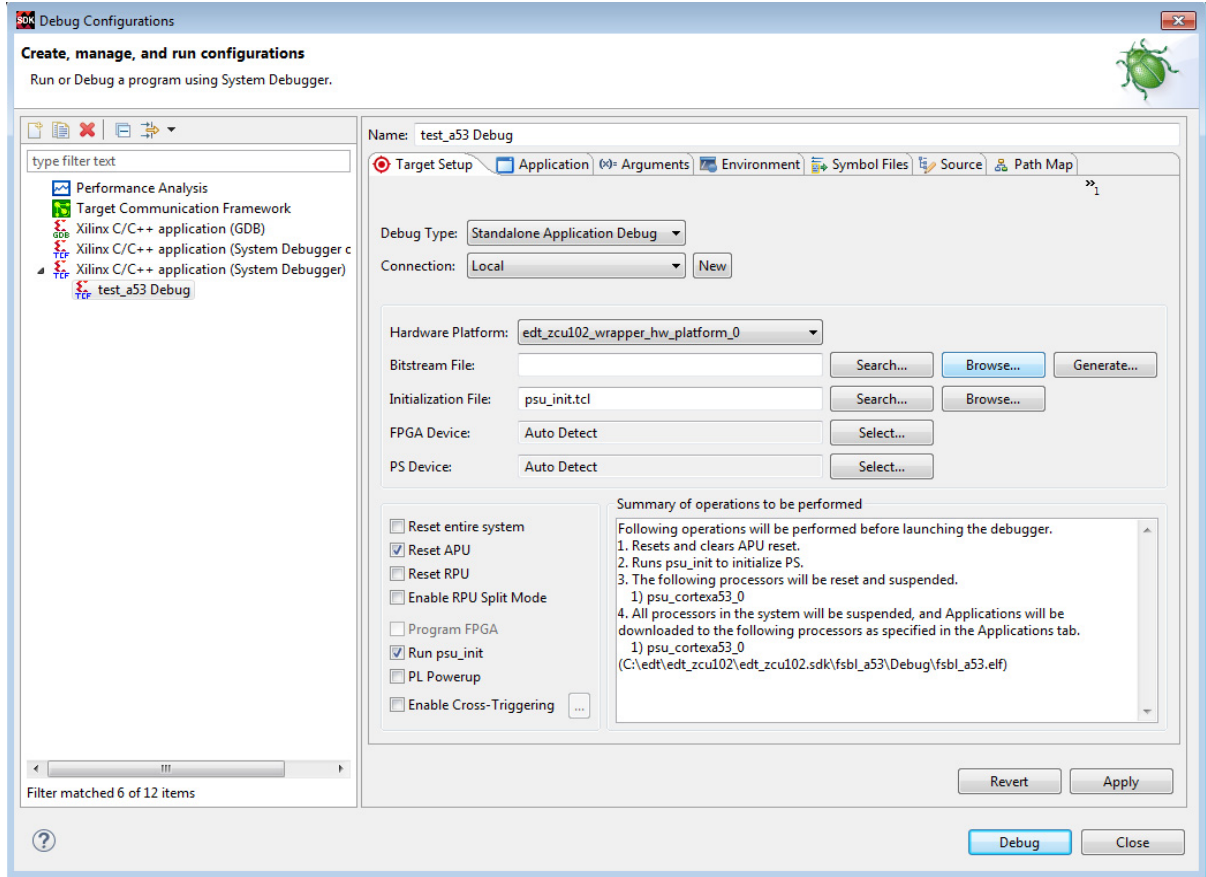 SDK Debug Configurations
Create, manage, and run configurations
Run or Debug a program using System Debugger.
type filter text
Performance Analysis
Target Communication Framework
GDB Xilinx C/C++ application (GDB)
TCF Xilinx C/C++ application (System Debugger c
TCF Xilinx C/C++ application (System Debugger)
TCF test_a53 Debug
Filter matched 6 of 12 items
Name: test_a53 Debug
Target Setup Application (x)= Arguments Environment Symbol Files Source Path Map
»1
Debug Type: Standalone Application Debug
Connection: Local New
Hardware Platform: edt_zcu102_wrapper_hw_platform_0
Bitstream File: Search... Browse... Generate...
Initialization File: psu_init.tcl Search... Browse...
FPGA Device: Auto Detect Select...
PS Device: Auto Detect Select...
Reset entire system
Reset APU
Reset RPU
Enable RPU Split Mode
Program FPGA
Run psu_init
PL Powerup
Enable Cross-Triggering ...
Summary of operations to be performed
Following operations will be performed before launching the debugger.
1. Resets and clears APU reset.
2. Runs psu_init to initialize PS.
3. The following processors will be reset and suspended.
1) psu_cortexa53_0
4. All processors in the system will be suspended, and Applications will be
downloaded to the following processors as specified in the Applications tab.
1) psu_cortexa53_0
(C:\edt\edt_zcu102\edt_zcu102.sdk\fsbl_a53\Debug\fsbl_a53.elf)
Revert Apply
? Debug Close